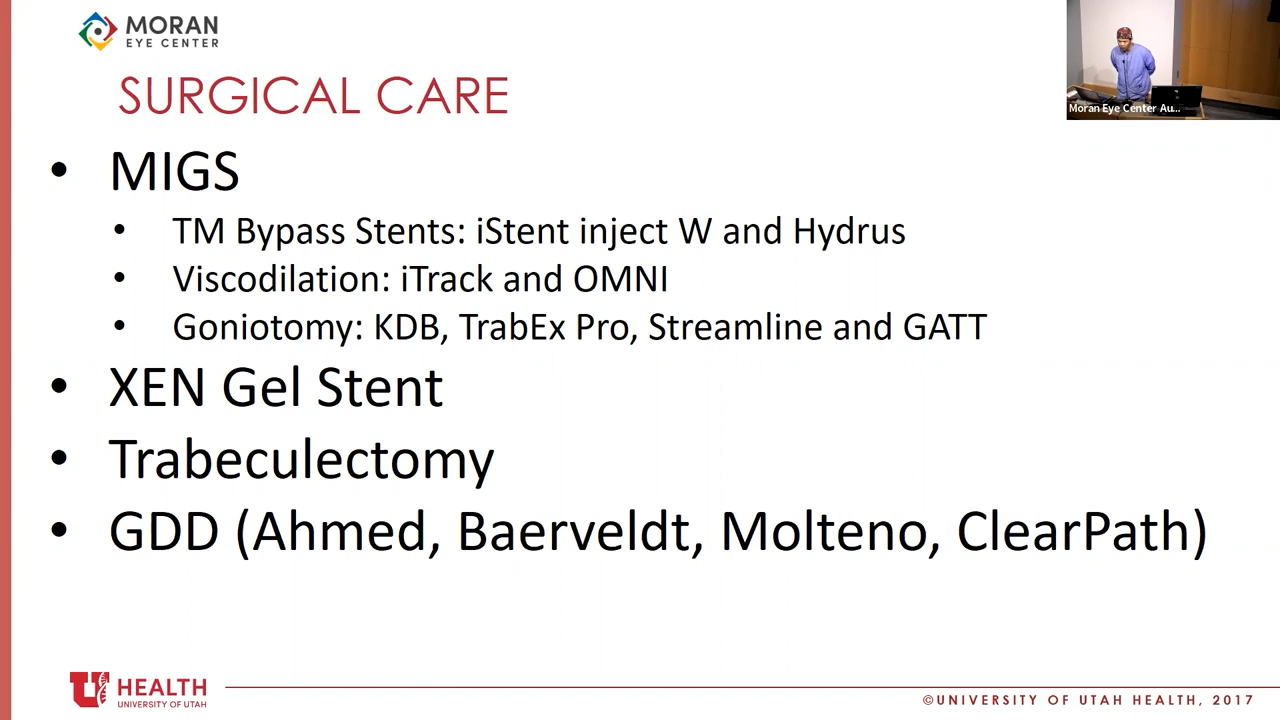 MORAN
EYE CENTER
SURGICAL CARE
• MIGS
• TM Bypass Stents: iStent inject W and Hydrus
• Viscodilation: iTrack and OMNI
• Goniotomy: KDB, TrabEx Pro, Streamline and GATT
• XEN Gel Stent
• Trabeculectomy
• GDD (Ahmed, Baerveldt, Molteno, ClearPath)
Moran Eye Center Au...
U HEALTH
UNIVERSITY OF UTAH
©UNIVERSITY OF UTAH HEALTH, 2017